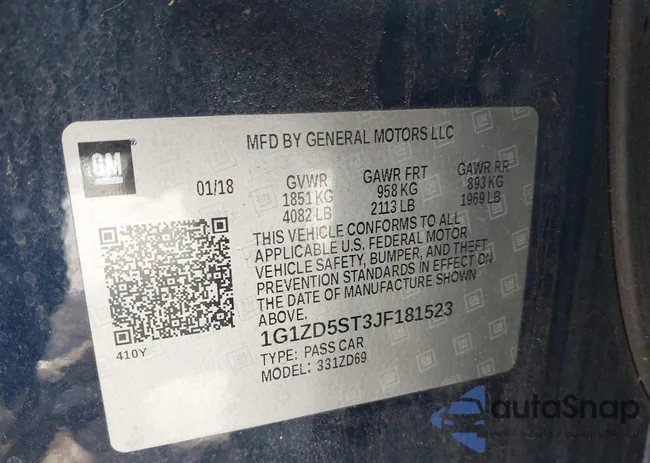 MFD BY GENERAL MOTORS LLC
GM
01/18 GVWR GAWR FRT GAWR RR
1851 KG 958 KG 893 KG
4082 LB 2113 LB 1969 LB
THIS VEHICLE CONFORMS TO ALL
APPLICABLE U.S. FEDERAL MOTOR
VEHICLE SAFETY, BUMPER, AND THEFT
PREVENTION STANDARDS IN EFFECT ON
THE DATE OF MANUFACTURE SHOWN
ABOVE.
1G1ZD5ST3JF181523
TYPE: PASS CAR
MODEL: 331ZD69
410Y
autaSnap